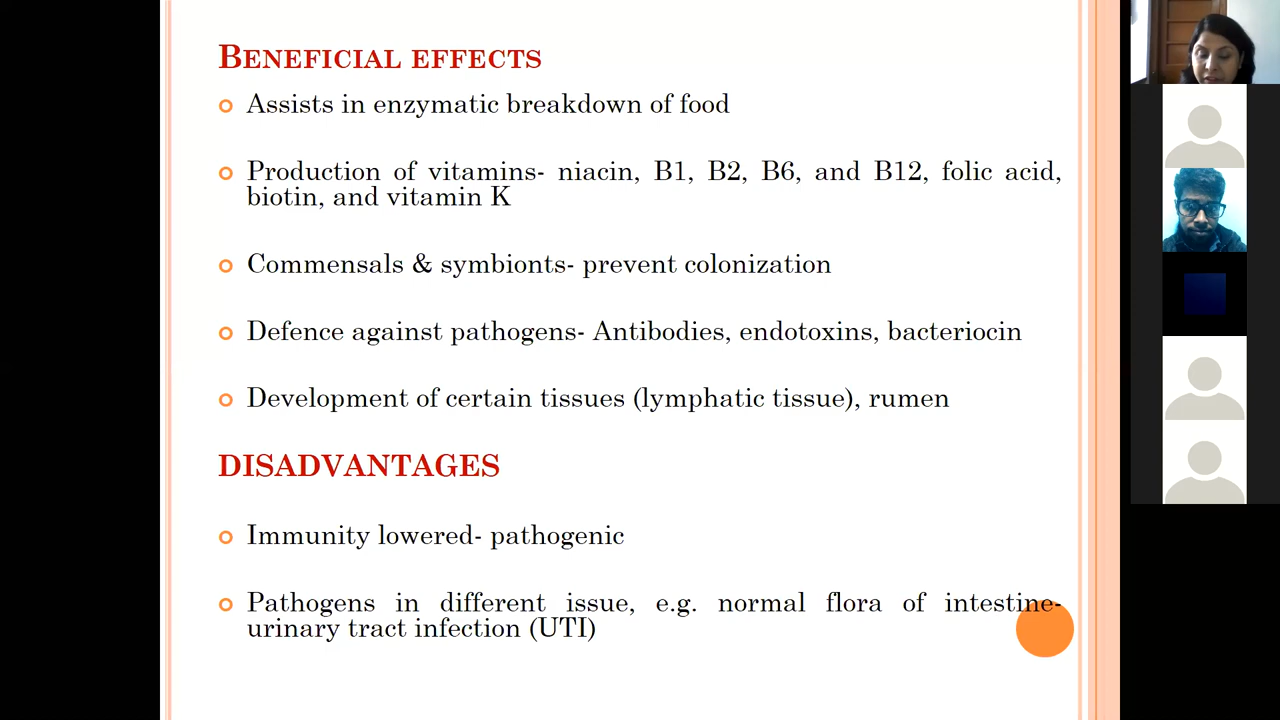 BENEFICIAL EFFECTS
Assists in enzymatic breakdown of food
Production of vitamins- niacin, B1, B2, B6, and B12, folic acid,
biotin, and vitamin K
Commensals & symbionts- prevent colonization
Defence against pathogens- Antibodies, endotoxins, bacteriocin
Development of certain tissues (lymphatic tissue), rumen
DISADVANTAGES
Immunity lowered- pathogenic
Pathogens in different issue, e.g. normal flora of intestine-
urinary tract infection (UTI)